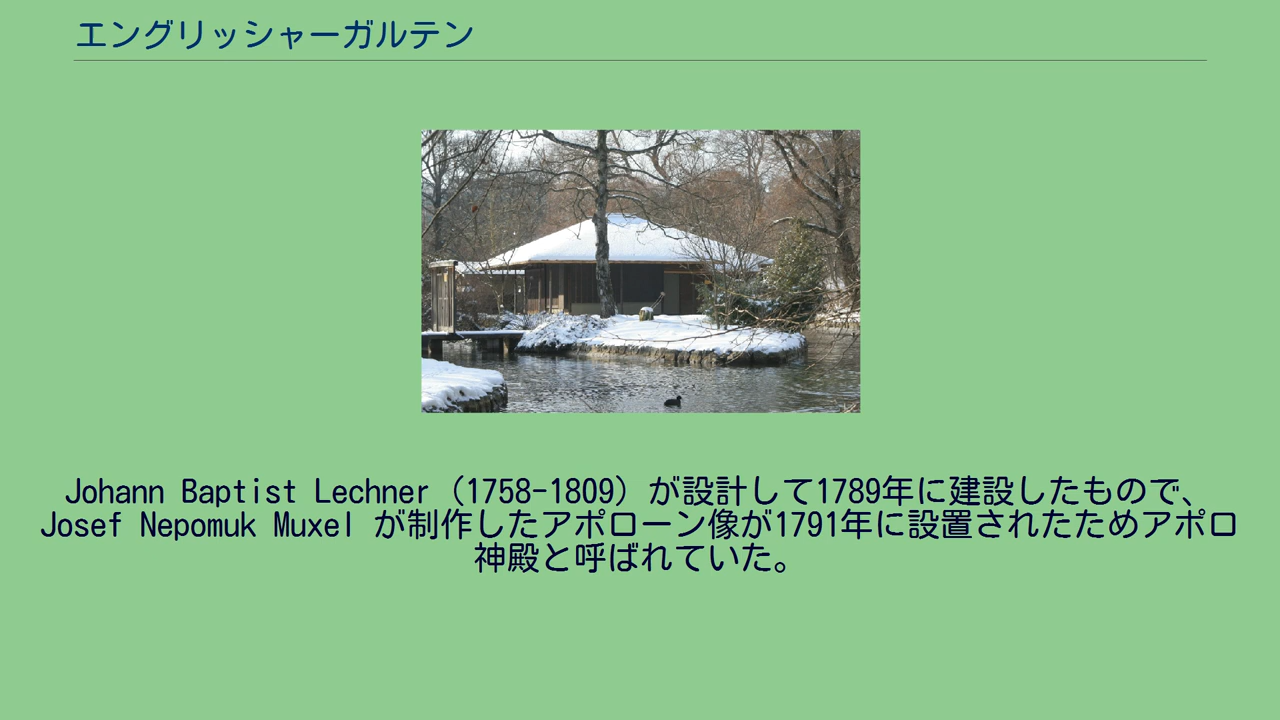 エングリッシャーガルテン
Johann Baptist Lechner（1758-1809）が設計して1789年に建設したもので、
Josef Nepomuk Muxel が制作したアポローン像が1791年に設置されたためアポロ
神殿と呼ばれていた。